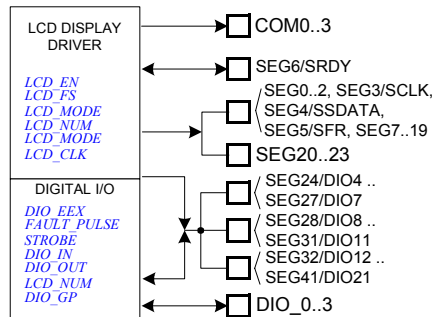 LCD DISPLAY
DRIVER
LCD_EN
LCD_FS
LCD_MODE
LCD_NUM
LCD_MODE
LCD_CLK
DIGITAL I/O
DIO_EEX
FAULT_PULSE
STROBE
DIO_IN
DIO_OUT
LCD_NUM
DIO_GP
COM0..3
SEG6/SRDY
SEG0..2, SEG3/SCLK,
SEG4/SSDATA,
SEG5/SFR, SEG7..19
SEG20..23
SEG24/DIO4 ..
SEG27/DIO7
SEG28/DIO8 ..
SEG31/DIO11
SEG32/DIO12 ..
SEG41/DIO21
DIO_0..3